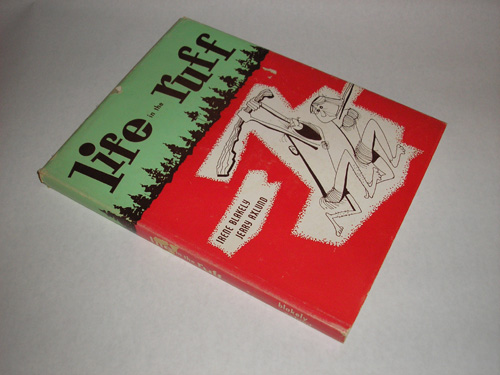 life
in the
ruff
IRENE BLAKELY
JERRY AXLUND
blakely